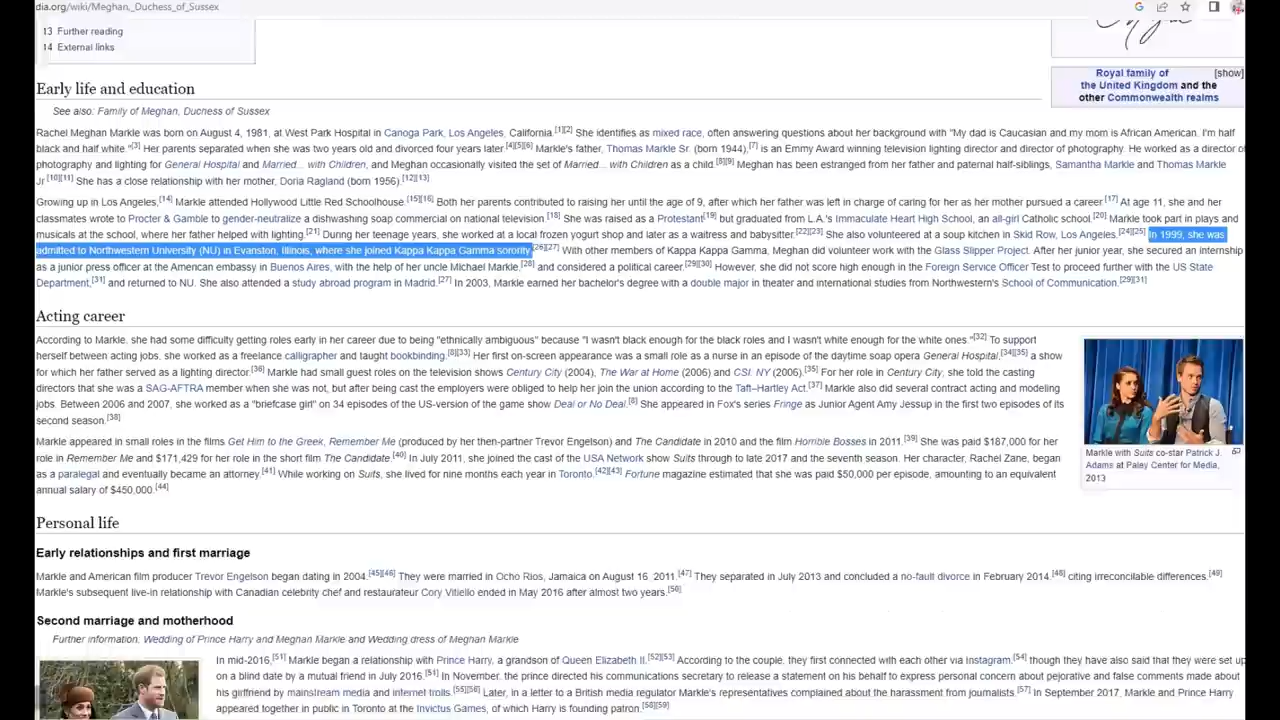 dia.org/wiki/Meghan,_Duchess_of_Sussex
13 Further reading
14 External links
Royal family of [show]
the United Kingdom and the
other Commonwealth realms
Early life and education
See also: Family of Meghan, Duchess of Sussex
Rachel Meghan Markle was born on August 4, 1981, at West Park Hospital in Canoga Park, Los Angeles, California.[1][2] She identifies as mixed race, often answering questions about her background with "My dad is Caucasian and my mom is African American. I'm half
black and half white."[3] Her parents separated when she was two years old and divorced four years later.[4][5][6] Markle's father, Thomas Markle Sr. (born 1944),[7] is an Emmy Award winning television lighting director and director of photography. He worked as a director of
photography and lighting for General Hospital and Married... with Children, and Meghan occasionally visited the set of Married... with Children as a child.[8][9] Meghan has been estranged from her father and paternal half-siblings, Samantha Markle and Thomas Markle
Jr.[10][11] She has a close relationship with her mother, Doria Ragland (born 1956).[12][13]
Growing up in Los Angeles,[14] Markle attended Hollywood Little Red Schoolhouse.[15][16] Both her parents contributed to raising her until the age of 9, after which her father was left in charge of caring for her as her mother pursued a career.[17] At age 11, she and her
classmates wrote to Procter & Gamble to gender-neutralize a dishwashing soap commercial on national television.[18] She was raised as a Protestant[19] but graduated from L.A.'s Immaculate Heart High School, an all-girl Catholic school.[20] Markle took part in plays and
musicals at the school, where her father helped with lighting.[21] During her teenage years, she worked at a local frozen yogurt shop and later as a waitress and babysitter.[22][23] She also volunteered at a soup kitchen in Skid Row, Los Angeles.[24][25] In 1999, she was
admitted to Northwestern University (NU) in Evanston, Illinois, where she joined Kappa Kappa Gamma sorority.[26][27] With other members of Kappa Kappa Gamma, Meghan did volunteer work with the Glass Slipper Project. After her junior year, she secured an internship
as a junior press officer at the American embassy in Buenos Aires, with the help of her uncle Michael Markle,[28] and considered a political career.[29][30] However, she did not score high enough in the Foreign Service Officer Test to proceed further with the US State
Department,[31] and returned to NU. She also attended a study abroad program in Madrid.[27] In 2003, Markle earned her bachelor's degree with a double major in theater and international studies from Northwestern's School of Communication.[29][31]
Acting career
According to Markle, she had some difficulty getting roles early in her career due to being "ethnically ambiguous" because "I wasn't black enough for the black roles and I wasn't white enough for the white ones."[32] To support
herself between acting jobs, she worked as a freelance calligrapher and taught bookbinding.[8][33] Her first on-screen appearance was a small role as a nurse in an episode of the daytime soap opera General Hospital,[34][35] a show
for which her father served as a lighting director.[36] Markle had small guest roles on the television shows Century City (2004), The War at Home (2006) and CSI: NY (2006).[35] For her role in Century City, she told the casting
directors that she was a SAG-AFTRA member when she was not, but after being cast the employers were obliged to help her join the union according to the Taft–Hartley Act.[37] Markle also did several contract acting and modeling
jobs. Between 2006 and 2007, she worked as a "briefcase girl" on 34 episodes of the US-version of the game show Deal or No Deal.[8] She appeared in Fox's series Fringe as Junior Agent Amy Jessup in the first two episodes of its
second season.[38]
Markle appeared in small roles in the films Get Him to the Greek, Remember Me (produced by her then-partner Trevor Engelson) and The Candidate in 2010 and the film Horrible Bosses in 2011.[39] She was paid $187,000 for her
role in Remember Me and $171,429 for her role in the short film The Candidate.[40] In July 2011, she joined the cast of the USA Network show Suits through to late 2017 and the seventh season. Her character, Rachel Zane, began
as a paralegal and eventually became an attorney.[41] While working on Suits, she lived for nine months each year in Toronto.[42][43] Fortune magazine estimated that she was paid $50,000 per episode, amounting to an equivalent
annual salary of $450,000.[44]
Markle with Suits co-star Patrick J.
Adams at Paley Center for Media,
2013
Personal life
Early relationships and first marriage
Markle and American film producer Trevor Engelson began dating in 2004.[45][46] They were married in Ocho Rios, Jamaica on August 16, 2011.[47] They separated in July 2013 and concluded a no-fault divorce in February 2014,[48] citing irreconcilable differences.[49]
Markle's subsequent live-in relationship with Canadian celebrity chef and restaurateur Cory Vitiello ended in May 2016 after almost two years.[50]
Second marriage and motherhood
Further information: Wedding of Prince Harry and Meghan Markle and Wedding dress of Meghan Markle
In mid-2016,[51] Markle began a relationship with Prince Harry, a grandson of Queen Elizabeth II.[52][53] According to the couple, they first connected with each other via Instagram,[54] though they have also said that they were set up
on a blind date by a mutual friend in July 2016.[51] In November, the prince directed his communications secretary to release a statement on his behalf to express personal concern about pejorative and false comments made about
his girlfriend by mainstream media and internet trolls.[55][56] Later, in a letter to a British media regulator Markle's representatives complained about the harassment from journalists.[57] In September 2017, Markle and Prince Harry
appeared together in public in Toronto at the Invictus Games, of which Harry is founding patron.[58][59]